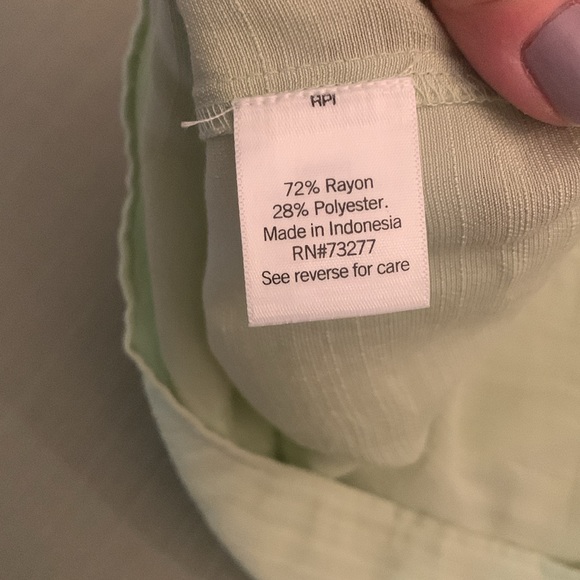 RPI
72% Rayon
28% Polyester.
Made in Indonesia
RN#73277
See reverse for care